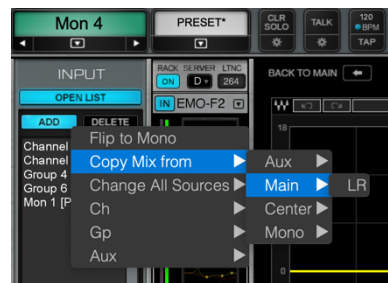 Mon 4
PRESET*
CLR
SOLO
TALK
120
BPM
TAP
INPUT
OPEN LIST
ADD
DELETE
RACK SERVER LTNC
ON
D
264
IN
EMO-F2
BACK TO MAIN
Channel
Channel
Group 4
Group 6
Mon 1 [P
Flip to Mono
Copy Mix from
Change All Sources
Ch
Gp
Aux
Aux
Main
Center
Mono
LR
18
0